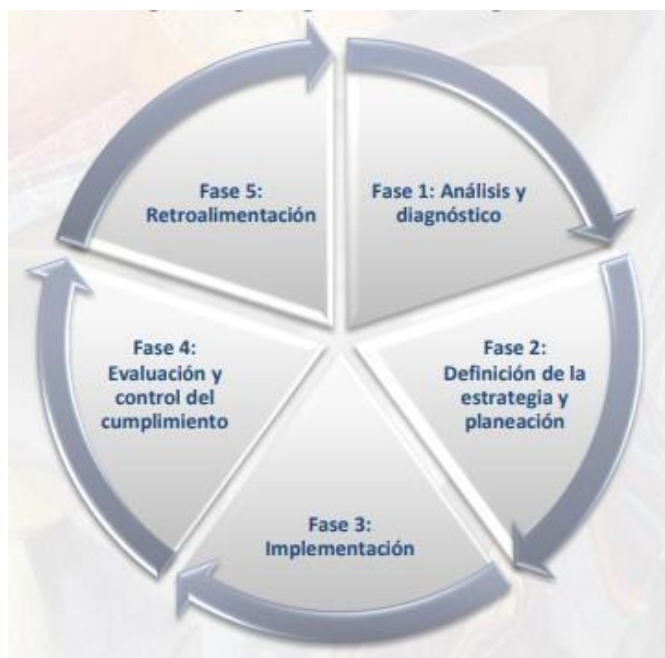 Fase 1: Análisis y
diagnóstico
Fase 2:
Definición de la
estrategia y
planeación
Fase 3:
Implementación
Fase 4:
Evaluación y
control del
cumplimiento
Fase 5:
Retroalimentación